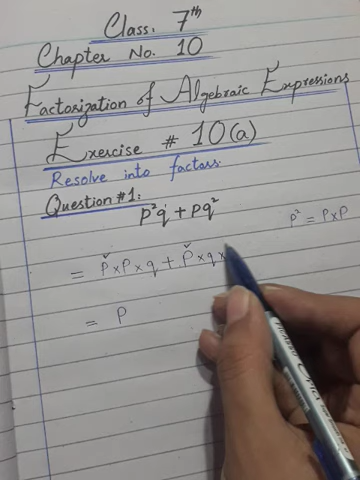 Class: 7th
Chapter No. 10
Factorization of Algebraic Expressions
Exercise # 10(a)
Resolve into factors.
Question #1:
p²q + pq²
p² = p×p
= p×p×q + p×q×
= p